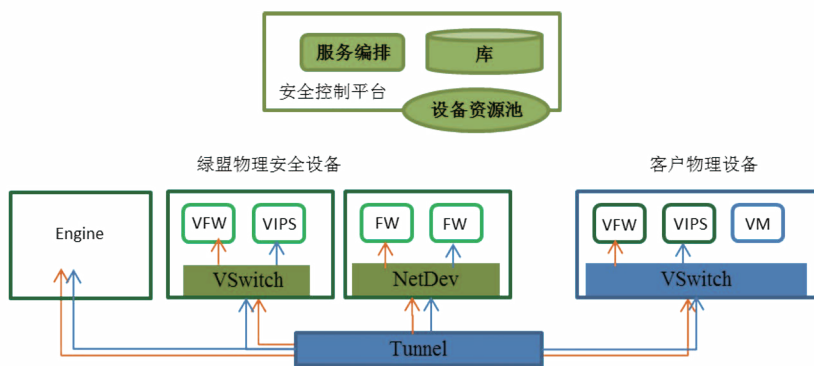 服务编排
库
安全控制平台
设备资源池
绿盟物理安全设备
客户物理设备
Engine
VFW
VIPS
VSwitch
FW
FW
NetDev
VFW
VIPS
VM
VSwitch
Tunnel